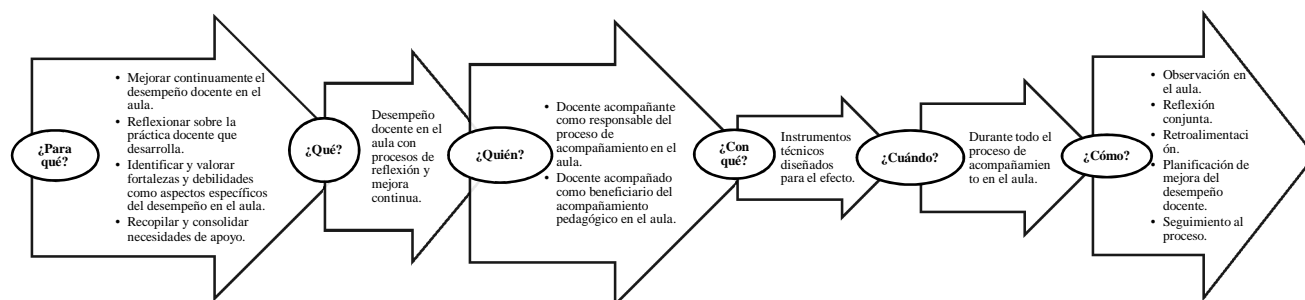 ¿Para
qué?
• Mejorar continuamente el
desempeño docente en el
aula.
• Reflexionar sobre la
práctica docente que
desarrolla.
• Identificar y valorar
fortalezas y debilidades
como aspectos específicos
del desempeño en el aula.
• Recopilar y consolidar
necesidades de apoyo.
¿Qué?
Desempeño
docente en el
aula con
procesos de
reflexión y
mejora
continua.
¿Quién?
• Docente acompañante
como responsable del
proceso de
acompañamiento en el
aula.
• Docente acompañado
como beneficiario del
acompañamiento
pedagógico en el aula.
¿Con
qué?
Instrumentos
técnicos
diseñados
para el efecto.
¿Cuándo?
Durante todo el
proceso de
acompañamien
to en el aula.
¿Cómo?
• Observación en
el aula.
• Reflexión
conjunta.
• Retroalimentaci
ón.
• Planificación de
mejora del
desempeño
docente.
• Seguimiento al
proceso.